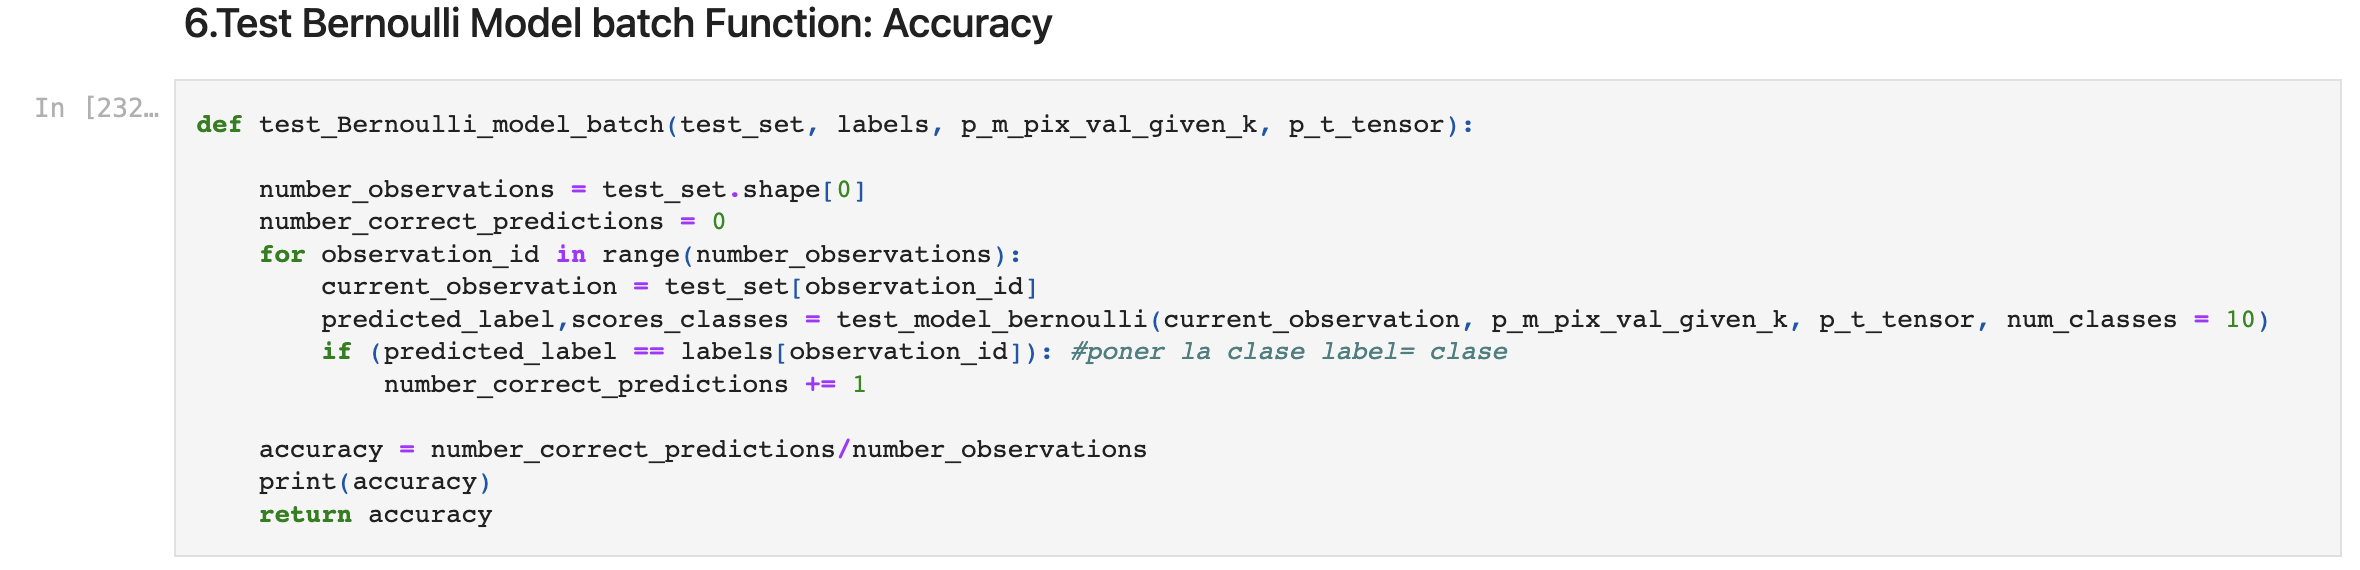 6.Test Bernoulli Model batch Function: Accuracy
In [232…
def test_Bernoulli_model_batch(test_set, labels, p_m_pix_val_given_k, p_t_tensor):
    number_observations = test_set.shape[0]
    number_correct_predictions = 0
    for observation_id in range(number_observations):
        current_observation = test_set[observation_id]
        predicted_label,scores_classes = test_model_bernoulli(current_observation, p_m_pix_val_given_k, p_t_tensor, num_classes = 10)
        if (predicted_label == labels[observation_id]): #poner la clase label= clase
            number_correct_predictions += 1
    accuracy = number_correct_predictions/number_observations
    print(accuracy)
    return accuracy